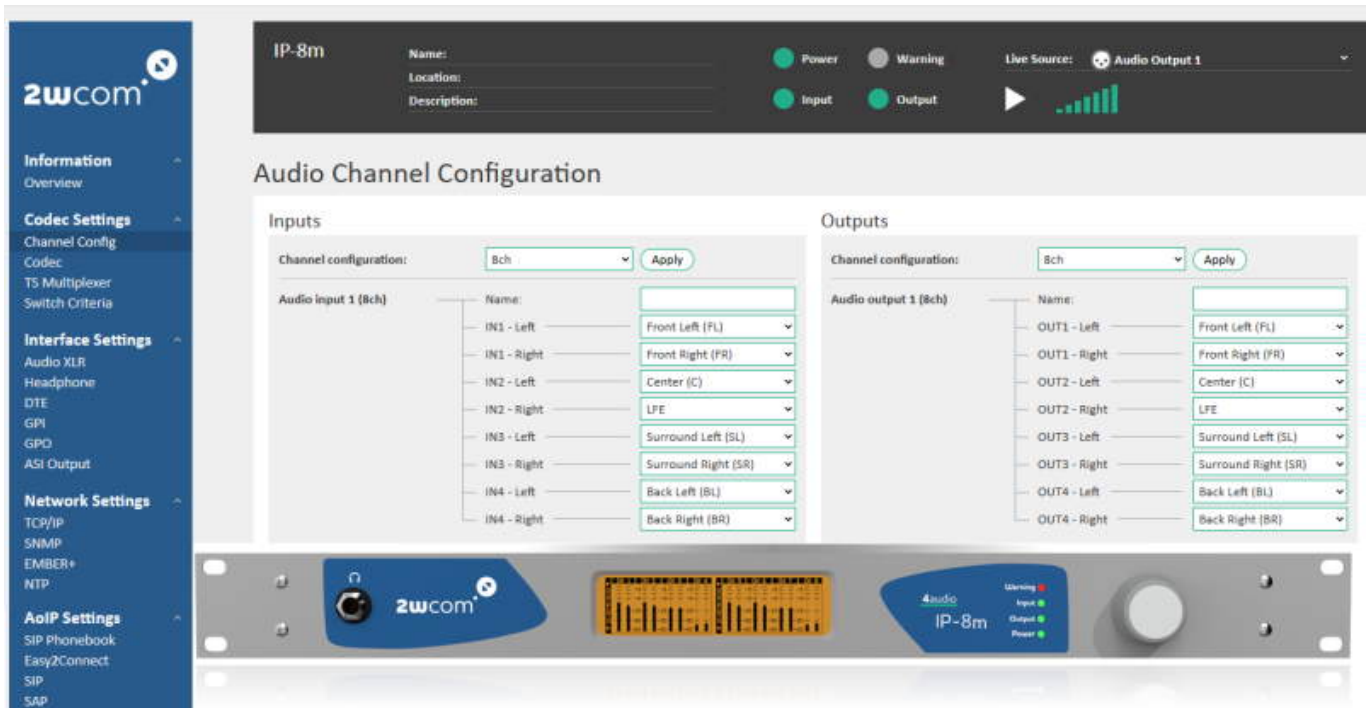 2wcom
Information
Overview
Codec Settings
Channel Config
Codec
TS Multiplexer
Switch Criteria
Interface Settings
Audio XLR
Headphone
DTE
GPI
GPO
ASI Output
Network Settings
TCP/IP
SNMP
EMBER+
NTP
AoIP Settings
SIP Phonebook
Easy2Connect
SIP
SAP
IP-8m
Name:
Location:
Description:
Power
Warning
Input
Output
Live Source: Audio Output 1
Audio Channel Configuration
Inputs
Channel configuration: 8ch Apply
Audio input 1 (8ch) Name:
IN1 - Left Front Left (FL)
IN1 - Right Front Right (FR)
IN2 - Left Center (C)
IN2 - Right LFE
IN3 - Left Surround Left (SL)
IN3 - Right Surround Right (SR)
IN4 - Left Back Left (BL)
IN4 - Right Back Right (BR)
Outputs
Channel configuration: 8ch Apply
Audio output 1 (8ch) Name:
OUT1 - Left Front Left (FL)
OUT1 - Right Front Right (FR)
OUT2 - Left Center (C)
OUT2 - Right LFE
OUT3 - Left Surround Left (SL)
OUT3 - Right Surround Right (SR)
OUT4 - Left Back Left (BL)
OUT4 - Right Back Right (BR)
2wcom
4audio
IP-8m
Warning
Input
Output
Power